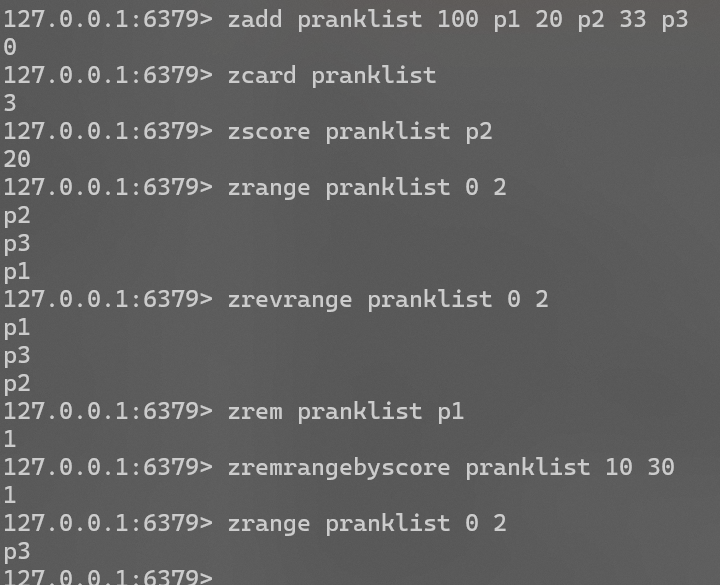 127.0.0.1:6379> zadd pranklist 100 p1 20 p2 33 p3
0
127.0.0.1:6379> zcard pranklist
3
127.0.0.1:6379> zscore pranklist p2
20
127.0.0.1:6379> zrange pranklist 0 2
p2
p3
p1
127.0.0.1:6379> zrevrange pranklist 0 2
p1
p3
p2
127.0.0.1:6379> zrem pranklist p1
1
127.0.0.1:6379> zremrangebyscore pranklist 10 30
1
127.0.0.1:6379> zrange pranklist 0 2
p3
127.0.0.1:6379>